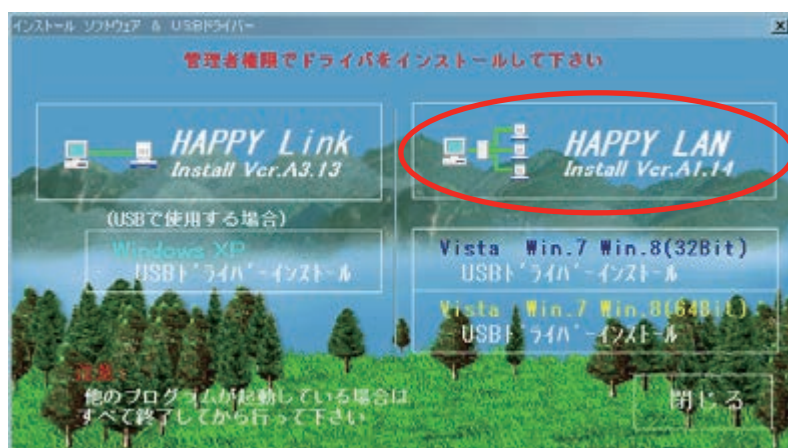 インストール ソフトウェア & USBドライバー
管理者権限でドライバをインストールして下さい
HAPPY Link
Install Ver.A3.13
HAPPY LAN
Install Ver.A1.14
(USBで使用する場合)
Windows XP
USBﾄﾞﾗｲﾊﾞｰインストール
Vista Win.7 Win.8(32Bit)
USBﾄﾞﾗｲﾊﾞｰインストール
Vista Win.7 Win.8(64Bit)
USBﾄﾞﾗｲﾊﾞｰインストール
注意:
他のプログラムが起動している場合は
すべて終了してから行って下さい
閉じる